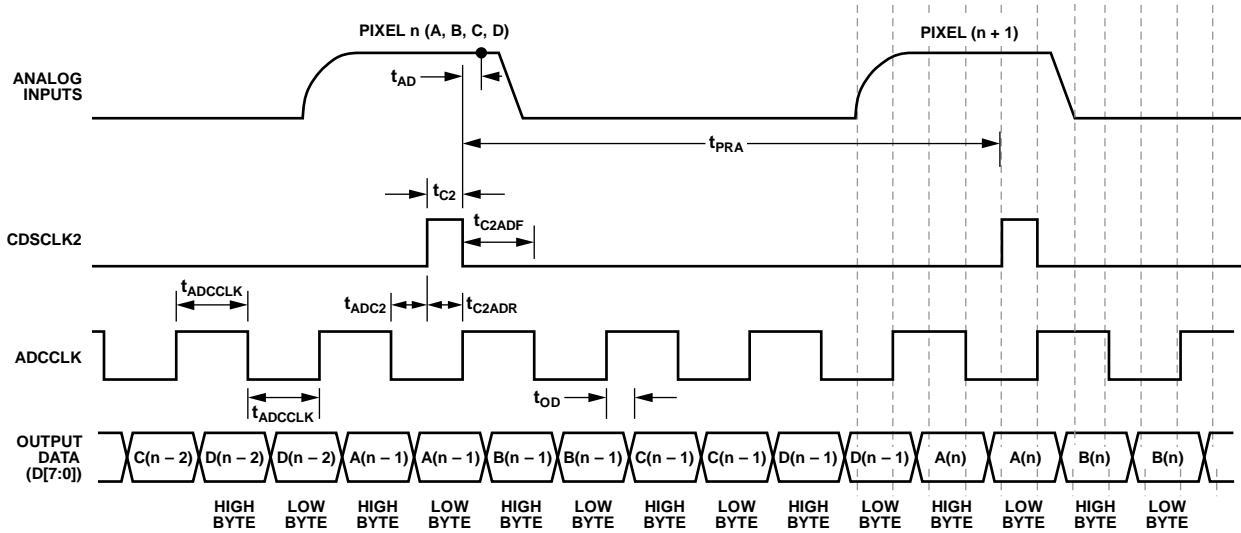 PIXEL n (A, B, C, D)
PIXEL (n + 1)
ANALOG
INPUTS
tAD
tPRA
tC2
tC2ADF
CDSCLK2
tADCCLK
tADC2
tC2ADR
ADCCLK
tADCCLK
tOD
OUTPUT
DATA
(D[7:0])
C(n – 2) D(n – 2) D(n – 2) A(n – 1) A(n – 1) B(n – 1) B(n – 1) C(n – 1) C(n – 1) D(n – 1) D(n – 1) A(n) A(n) B(n) B(n)
HIGH LOW HIGH LOW HIGH LOW HIGH LOW HIGH LOW HIGH LOW HIGH LOW
BYTE BYTE BYTE BYTE BYTE BYTE BYTE BYTE BYTE BYTE BYTE BYTE BYTE BYTE